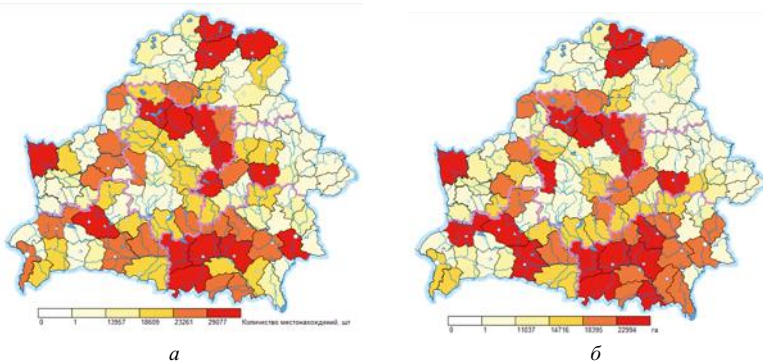 0 1 13957 18609 23261 29077 Количество местонахождений, шт
0 1 11037 14716 18395 22994 га
а
б